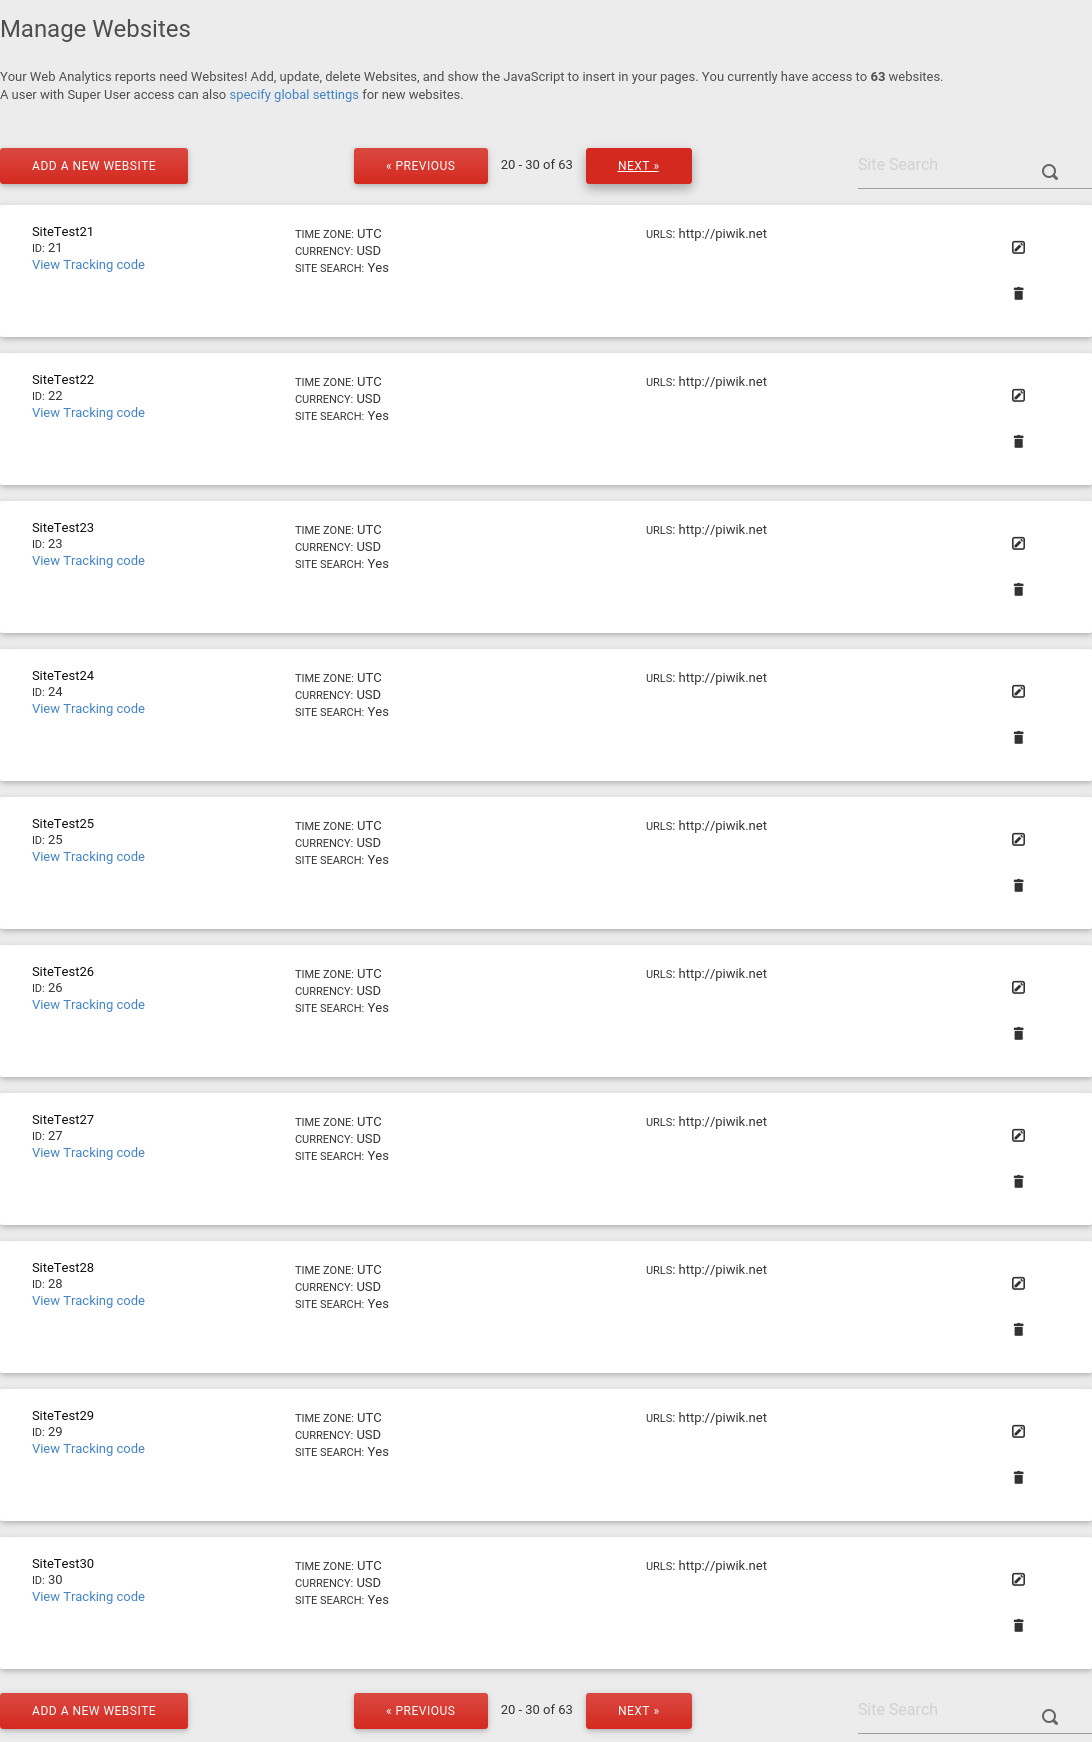 Manage Websites
Your Web Analytics reports need Websites! Add, update, delete Websites, and show the JavaScript to insert in your pages. You currently have access to 63 websites.
A user with Super User access can also specify global settings for new websites.
ADD A NEW WEBSITE
« PREVIOUS
20 - 30 of 63
NEXT »
Site Search
SiteTest21
ID: 21
View Tracking code
TIME ZONE: UTC
CURRENCY: USD
SITE SEARCH: Yes
URLS: http://piwik.net
SiteTest22
ID: 22
View Tracking code
TIME ZONE: UTC
CURRENCY: USD
SITE SEARCH: Yes
URLS: http://piwik.net
SiteTest23
ID: 23
View Tracking code
TIME ZONE: UTC
CURRENCY: USD
SITE SEARCH: Yes
URLS: http://piwik.net
SiteTest24
ID: 24
View Tracking code
TIME ZONE: UTC
CURRENCY: USD
SITE SEARCH: Yes
URLS: http://piwik.net
SiteTest25
ID: 25
View Tracking code
TIME ZONE: UTC
CURRENCY: USD
SITE SEARCH: Yes
URLS: http://piwik.net
SiteTest26
ID: 26
View Tracking code
TIME ZONE: UTC
CURRENCY: USD
SITE SEARCH: Yes
URLS: http://piwik.net
SiteTest27
ID: 27
View Tracking code
TIME ZONE: UTC
CURRENCY: USD
SITE SEARCH: Yes
URLS: http://piwik.net
SiteTest28
ID: 28
View Tracking code
TIME ZONE: UTC
CURRENCY: USD
SITE SEARCH: Yes
URLS: http://piwik.net
SiteTest29
ID: 29
View Tracking code
TIME ZONE: UTC
CURRENCY: USD
SITE SEARCH: Yes
URLS: http://piwik.net
SiteTest30
ID: 30
View Tracking code
TIME ZONE: UTC
CURRENCY: USD
SITE SEARCH: Yes
URLS: http://piwik.net
ADD A NEW WEBSITE
« PREVIOUS
20 - 30 of 63
NEXT »
Site Search